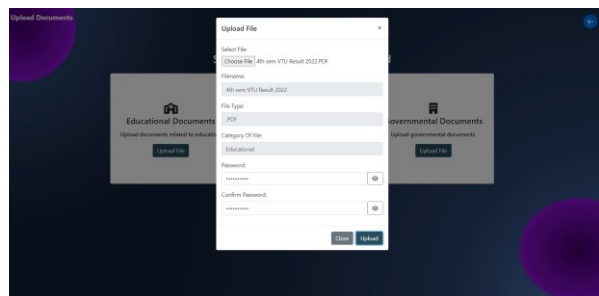 Upload Documents
Upload File
×
Select File:
Choose File 4th sem VTU Result 2022.PDF
Filename:
4th sem VTU Result 2022
File Type:
.PDF
Category Of File:
Educational
Password:
••••••••••
Confirm Password:
••••••••••
Close Upload
Educational Documents
Upload documents related to educatio
Upload File
overnmental Documents
Upload governmental documents.
Upload File